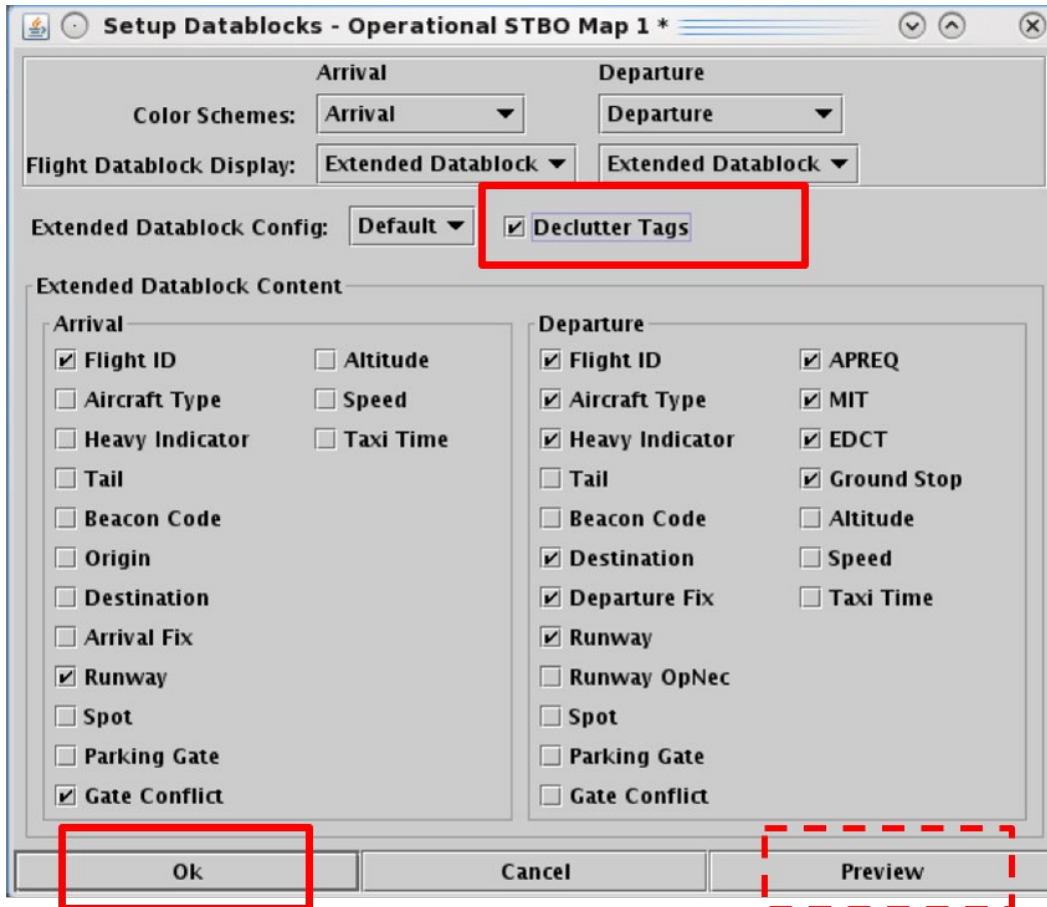 Setup Datablocks - Operational STBO Map 1 *
Arrival Departure
Color Schemes: Arrival Departure
Flight Datablock Display: Extended Datablock Extended Datablock
Extended Datablock Config: Default Declutter Tags
Extended Datablock Content
Arrival
Flight ID Altitude
Aircraft Type Speed
Heavy Indicator Taxi Time
Tail
Beacon Code
Origin
Destination
Arrival Fix
Runway
Spot
Parking Gate
Gate Conflict
Departure
Flight ID APREQ
Aircraft Type MIT
Heavy Indicator EDCT
Tail Ground Stop
Beacon Code Altitude
Destination Speed
Departure Fix Taxi Time
Runway
Runway OpNec
Spot
Parking Gate
Gate Conflict
Ok Cancel Preview